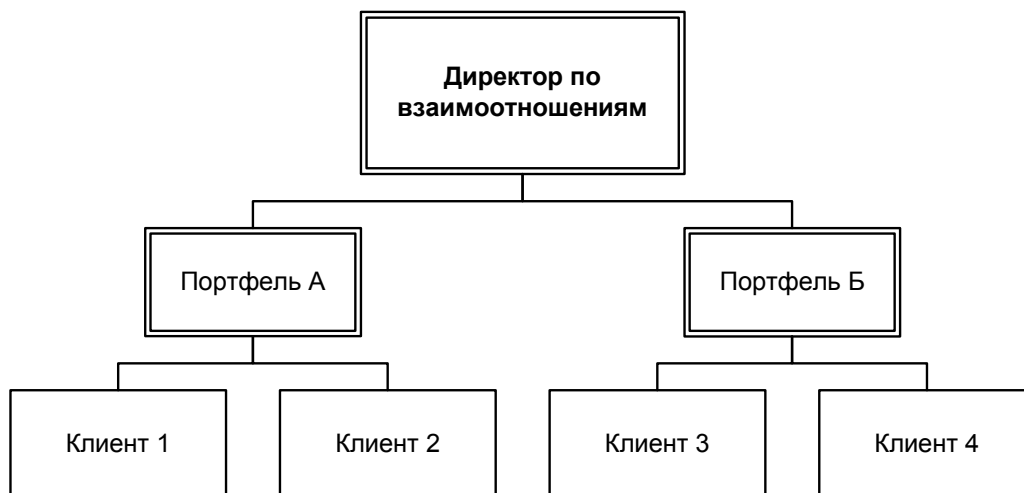 Директор по
взаимоотношениям
Портфель А
Портфель Б
Клиент 1
Клиент 2
Клиент 3
Клиент 4